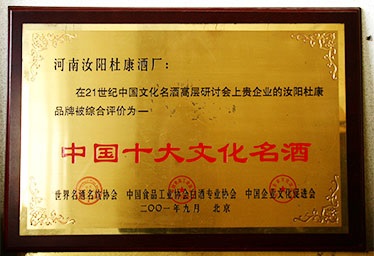 河南汝阳杜康酒厂：
在21世纪中国文化名酒高层研讨会上贵企业的汝阳杜康
品牌被综合评价为一
中国十大文化名酒
世界名酒名饮协会 中国食品工业协会白酒专业协会 中国企业文化促进会
二00一年九月 北京